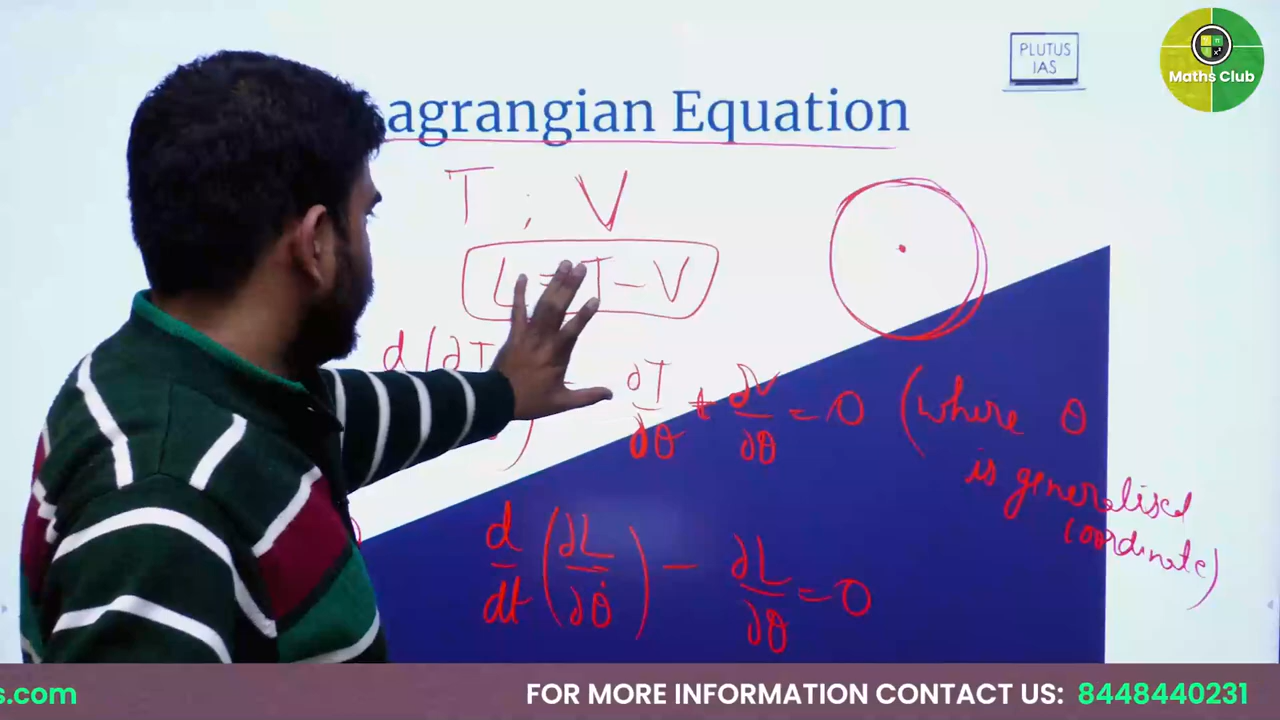 PLUTUS
IAS
Maths Club
agrangian Equation
T ; V
L = T - V
d (∂T - ∂T/∂θ + ∂V/∂θ = 0 (where θ
is generalised
coordinate)
d/dt (∂L/∂θ̇) - ∂L/∂θ = 0
s.com FOR MORE INFORMATION CONTACT US: 8448440231